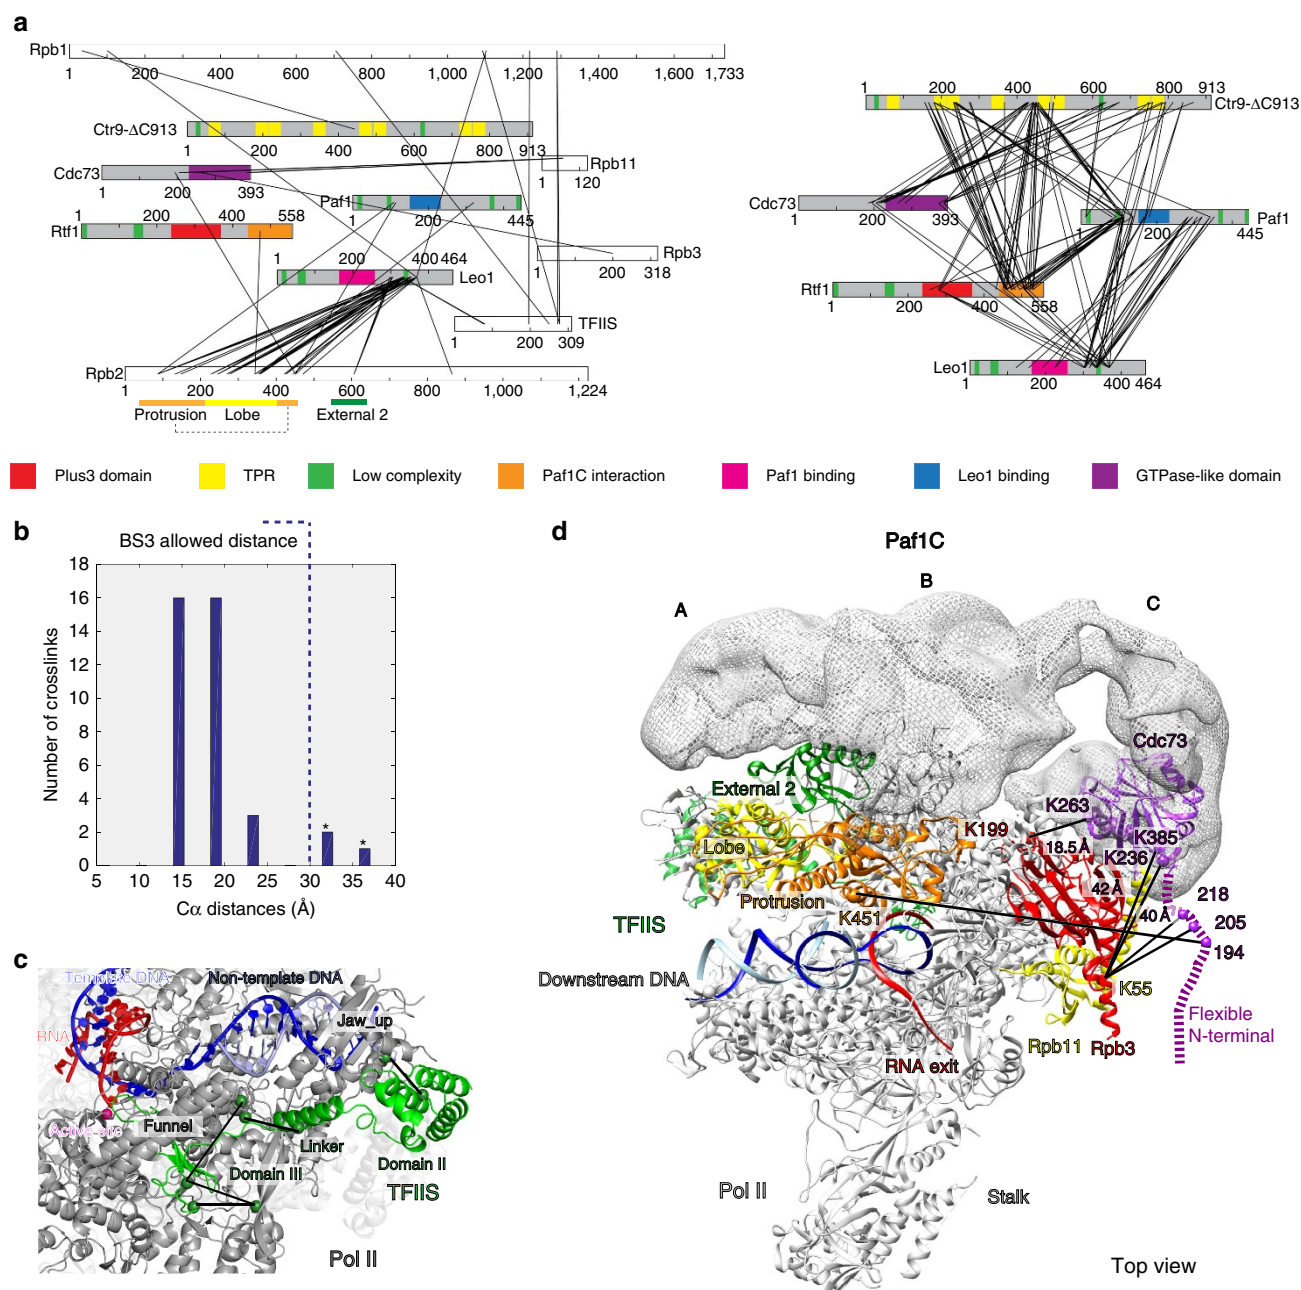 a
Rpb1
1 200 400 600 800 1,000 1,200 1,400 1,600 1,733
Ctr9-ΔC913
1 200 400 600 800 913
Cdc73
1 200 393
Rpb11
1 120
Paf1
1 200 445
Rtf1
1 200 400 558
Rpb3
1 200 318
Leo1
1 200 400 464
TFIIS
1 200 309
Rpb2
1 200 400 600 800 1,000 1,224
Protrusion Lobe External 2
1 200 400 600 800 913
Ctr9-ΔC913
Cdc73
1 200 393
Paf1
1 200 445
Rtf1
1 200 400 558
Leo1
1 200 400 464
Plus3 domain TPR Low complexity Paf1C interaction Paf1 binding Leo1 binding GTPase-like domain
b
BS3 allowed distance
Number of crosslinks
18
16
14
12
10
8
6
4
2
0
* *
5 10 15 20 25 30 35 40
Cα distances (Å)
c
Template DNA
Non-template DNA
Jaw_up
RNA
Active site
Funnel
Linker
Domain III
Domain II
TFIIS
Pol II
d
Paf1C
A
B
C
Cdc73
External 2
K263
Lobe
K199
K385
18.5 Å
K236
Protrusion
42 Å
218
K451
40 Å
205
TFIIS
194
Downstream DNA
K55
Flexible
N-terminal
Rpb11 Rpb3
RNA exit
Pol II
Stalk
Top view